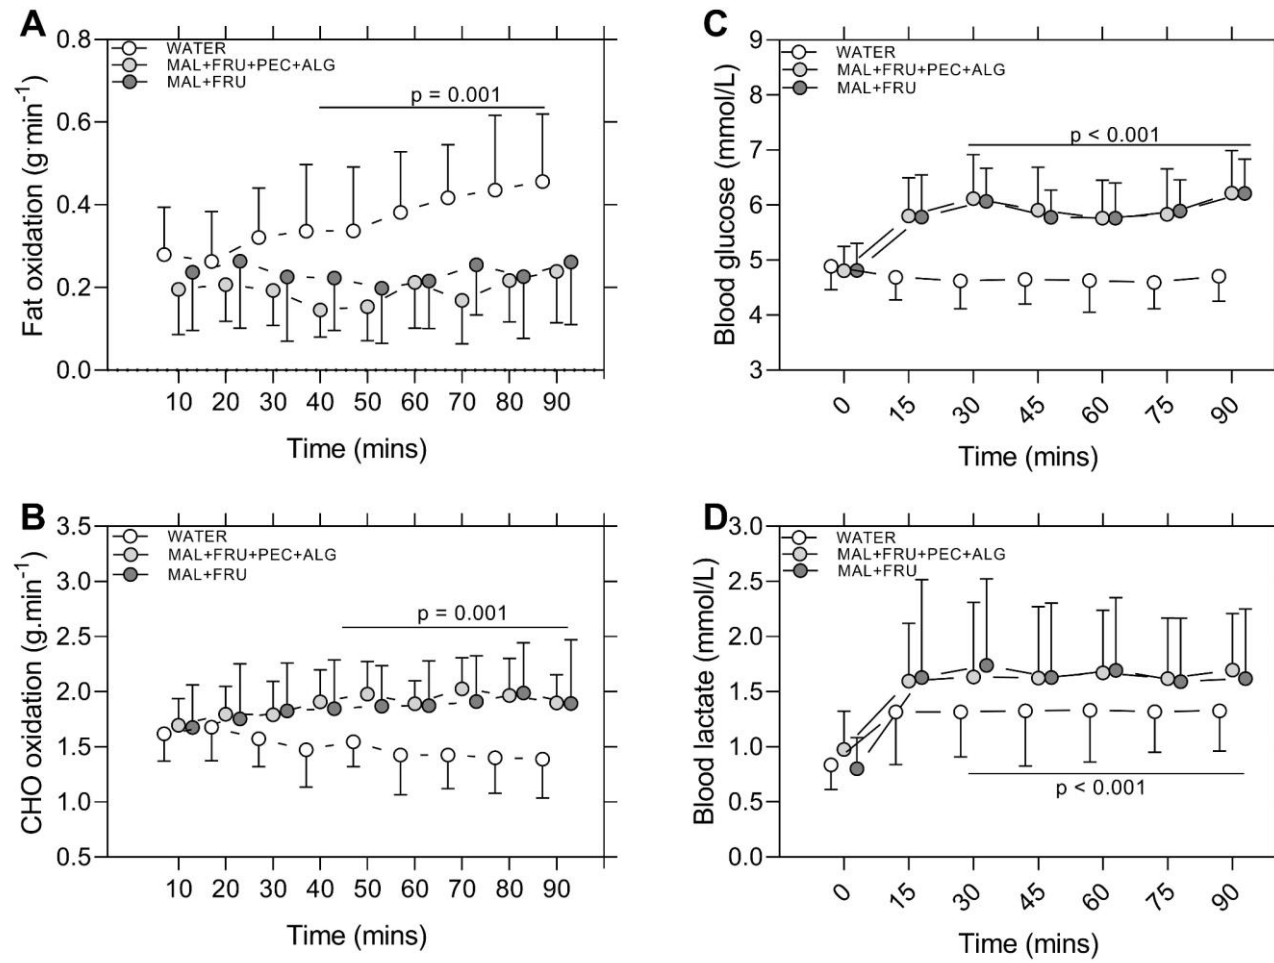 A
Fat oxidation (g·min⁻¹)
0.8
0.6
0.4
0.2
0.0
WATER
MAL+FRU+PEC+ALG
MAL+FRU
p = 0.001
10 20 30 40 50 60 70 80 90
Time (mins)
B
CHO oxidation (g.min⁻¹)
3.5
3.0
2.5
2.0
1.5
1.0
0.5
WATER
MAL+FRU+PEC+ALG
MAL+FRU
p = 0.001
10 20 30 40 50 60 70 80 90
Time (mins)
C
Blood glucose (mmol/L)
9
8
7
6
5
4
3
WATER
MAL+FRU+PEC+ALG
MAL+FRU
p < 0.001
0 15 30 45 60 75 90
Time (mins)
D
Blood lactate (mmol/L)
3.0
2.5
2.0
1.5
1.0
0.5
0.0
WATER
MAL+FRU+PEC+ALG
MAL+FRU
p < 0.001
0 15 30 45 60 75 90
Time (mins)